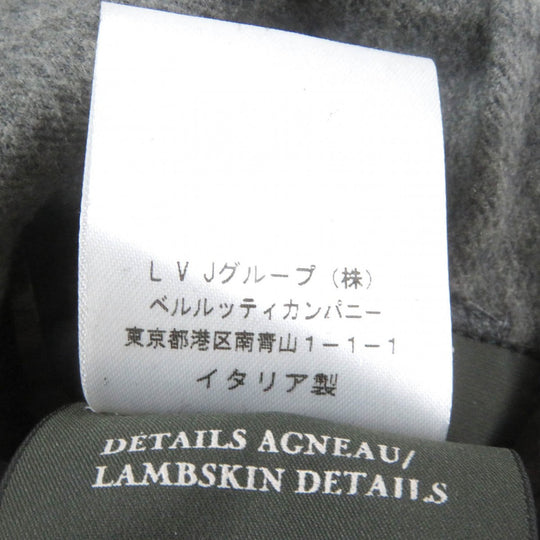 LVJグループ（株）
ベルルッティカンパニー
東京都港区南青山1-1-1
イタリア製
DÉTAILS AGNEAU/
LAMBSKIN DETAILS